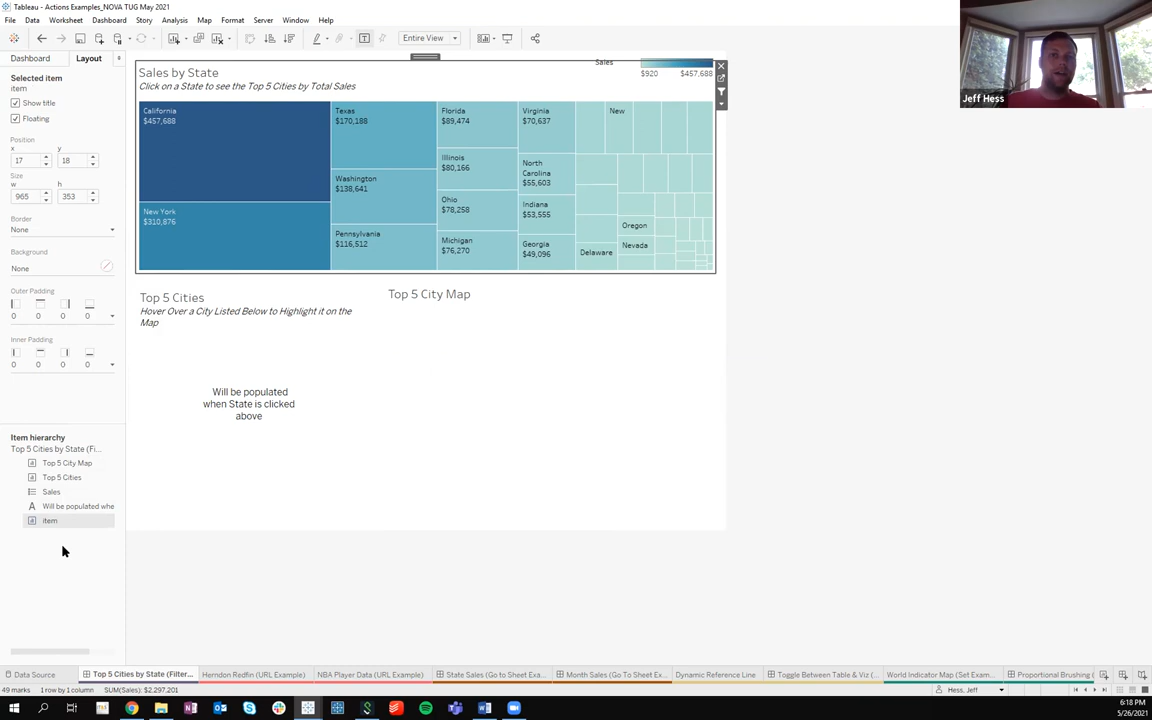 Tableau - Actions Examples_NOVA TUG May 2021
File Data Worksheet Dashboard Story Analysis Map Format Server Window Help
Entire View
Jeff Hess
Dashboard Layout
Selected item
item
Show title
Floating
Position
x y
17 18
Size
w h
965 353
Border
None
Background
None
Outer Padding
0 0 0 0
Inner Padding
0 0 0 0
Item hierarchy
Top 5 Cities by State (Fi...
Top 5 City Map
Top 5 Cities
Sales
Will be populated whe
item
Sales by State
Click on a State to see the Top 5 Cities by Total Sales
Sales
$920 $457,688
California
$457,688
New York
$310,876
Texas
$170,188
Washington
$138,641
Pennsylvania
$116,512
Florida
$89,474
Illinois
$80,166
Ohio
$78,258
Michigan
$76,270
Virginia
$70,637
North
Carolina
$55,603
Indiana
$53,555
Georgia
$49,096
New
Delaware
Oregon
Nevada
Top 5 Cities
Hover Over a City Listed Below to Highlight it on the
Map
Top 5 City Map
Will be populated
when State is clicked
above
Data Source Top 5 Cities by State (Filter... Herndon Redfin (URL Example) NBA Player Data (URL Example) State Sales (Go to Sheet Exa... Month Sales (Go To Sheet Ex... Dynamic Reference Line Toggle Between Table & Viz (... World Indicator Map (Set Exam... Proportional Brushing (
49 marks 1 row by 1 column SUM(Sales): $2,297,201
Hess, Jeff
6:18 PM
5/26/2021